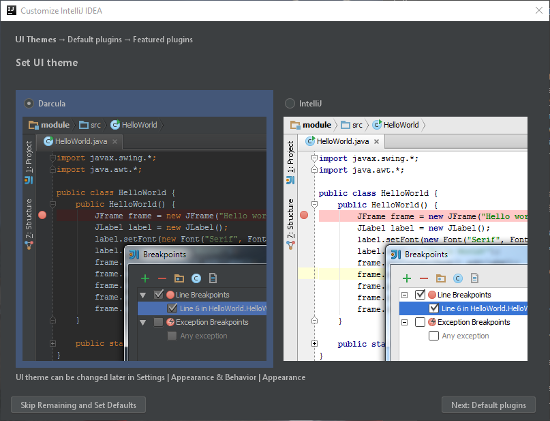 Customize IntelliJ IDEA
UI Themes → Default plugins → Featured plugins
Set UI theme
Darcula
module src HelloWorld
HelloWorld.java
1: Project
2: Structure
import javax.swing.*;
import java.awt.*;
public class HelloWorld {
public HelloWorld() {
JFrame frame = new JFrame("Hello wor
JLabel label = new JLabel();
label.setFont(new Font("Serif", Font
label.
frame.
frame.
frame.
frame.
frame.
}
public sta
}
Breakpoints
Line Breakpoints
Line 6 in HelloWorld.HelloW
Exception Breakpoints
Any exception
IntelliJ
module src HelloWorld
HelloWorld.java
1: Project
2: Structure
import javax.swing.*;
import java.awt.*;
public class HelloWorld {
public HelloWorld() {
JFrame frame = new JFrame("Hello wor
JLabel label = new JLabel();
label.setFont(new Font("Serif", Font
label.
frame.
frame.
frame.
frame.
frame.
}
public sta
}
Breakpoints
Line Breakpoints
Line 6 in HelloWorld.HelloW
Exception Breakpoints
Any exception
UI theme can be changed later in Settings | Appearance & Behavior | Appearance
Skip Remaining and Set Defaults
Next: Default plugins